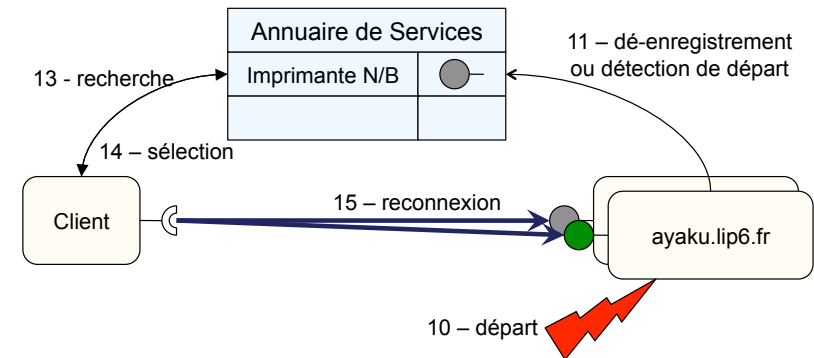 Annuaire de Services
Imprimante N/B
11 – dé-enregistrement
ou détection de départ
13 - recherche
14 – sélection
15 – reconnexion
Client
ayaku.lip6.fr
10 – départ